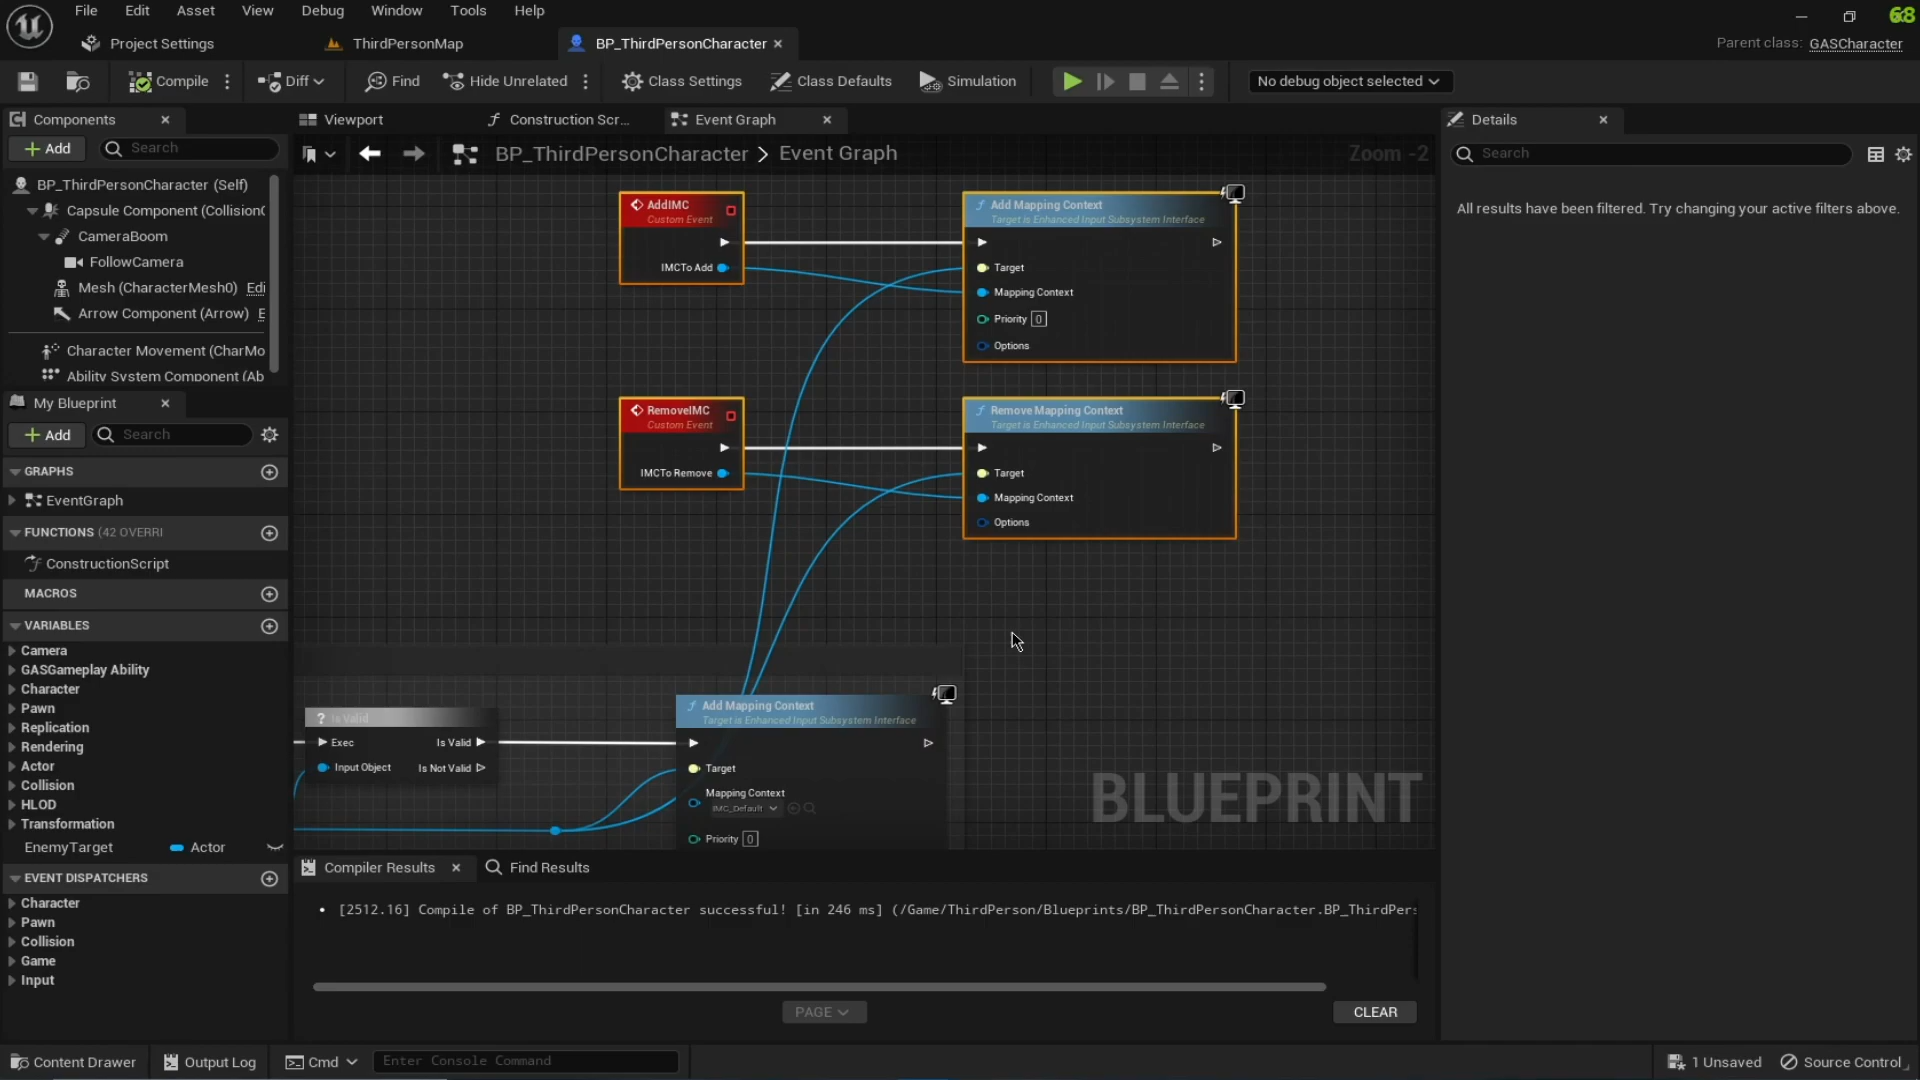 File Edit Asset View Debug Window Tools Help
68
Project Settings
ThirdPersonMap
BP_ThirdPersonCharacter
Parent class: GASCharacter
Compile
Diff
Find
Hide Unrelated
Class Settings
Class Defaults
Simulation
No debug object selected
Components
Add
Search
BP_ThirdPersonCharacter (Self)
Capsule Component (CollisionC
CameraBoom
FollowCamera
Mesh (CharacterMesh0) Edi
Arrow Component (Arrow) E
Character Movement (CharMo
Ability System Component (Ab
My Blueprint
Add
Search
GRAPHS
EventGraph
FUNCTIONS (42 OVERRI
ConstructionScript
MACROS
VARIABLES
Camera
GASGameplay Ability
Character
Pawn
Replication
Rendering
Actor
Collision
HLOD
Transformation
EnemyTarget Actor
EVENT DISPATCHERS
Character
Pawn
Collision
Game
Input
Viewport
Construction Scr...
Event Graph
BP_ThirdPersonCharacter > Event Graph
Zoom -2
AddIMC
Custom Event
IMCTo Add
Add Mapping Context
Target is Enhanced Input Subsystem Interface
Target
Mapping Context
Priority 0
Options
RemoveIMC
Custom Event
IMCTo Remove
Remove Mapping Context
Target is Enhanced Input Subsystem Interface
Target
Mapping Context
Options
? Is Valid
Exec Is Valid
Input Object Is Not Valid
Add Mapping Context
Target is Enhanced Input Subsystem Interface
Target
Mapping Context
IMC_Default
Priority 0
BLUEPRINT
Compiler Results
Find Results
[2512.16] Compile of BP_ThirdPersonCharacter successful! [in 246 ms] (/Game/ThirdPerson/Blueprints/BP_ThirdPersonCharacter.BP_ThirdPers
PAGE
CLEAR
Details
Search
All results have been filtered. Try changing your active filters above.
Content Drawer
Output Log
Cmd
Enter Console Command
1 Unsaved
Source Control